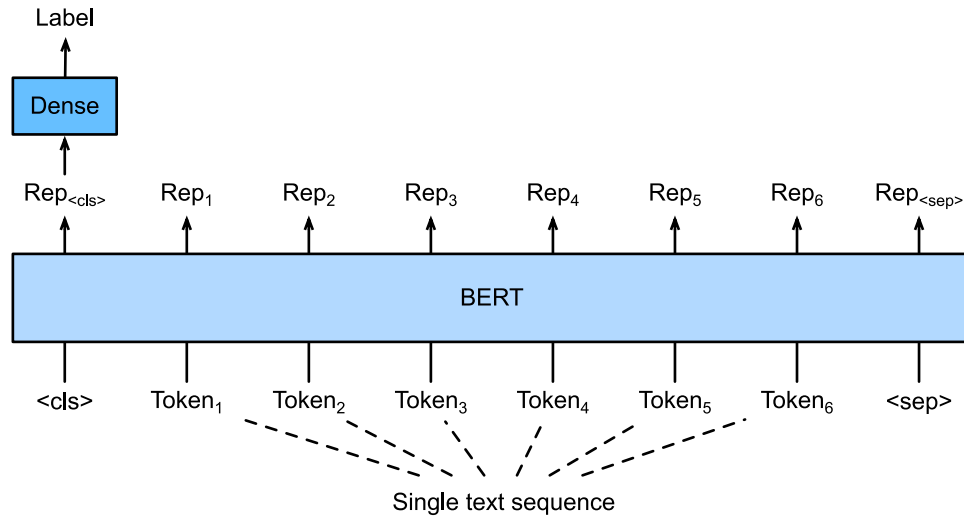 Label
Dense
Rep<cls> Rep₁ Rep₂ Rep₃ Rep₄ Rep₅ Rep₆ Rep<sep>
BERT
<cls> Token₁ Token₂ Token₃ Token₄ Token₅ Token₆ <sep>
Single text sequence